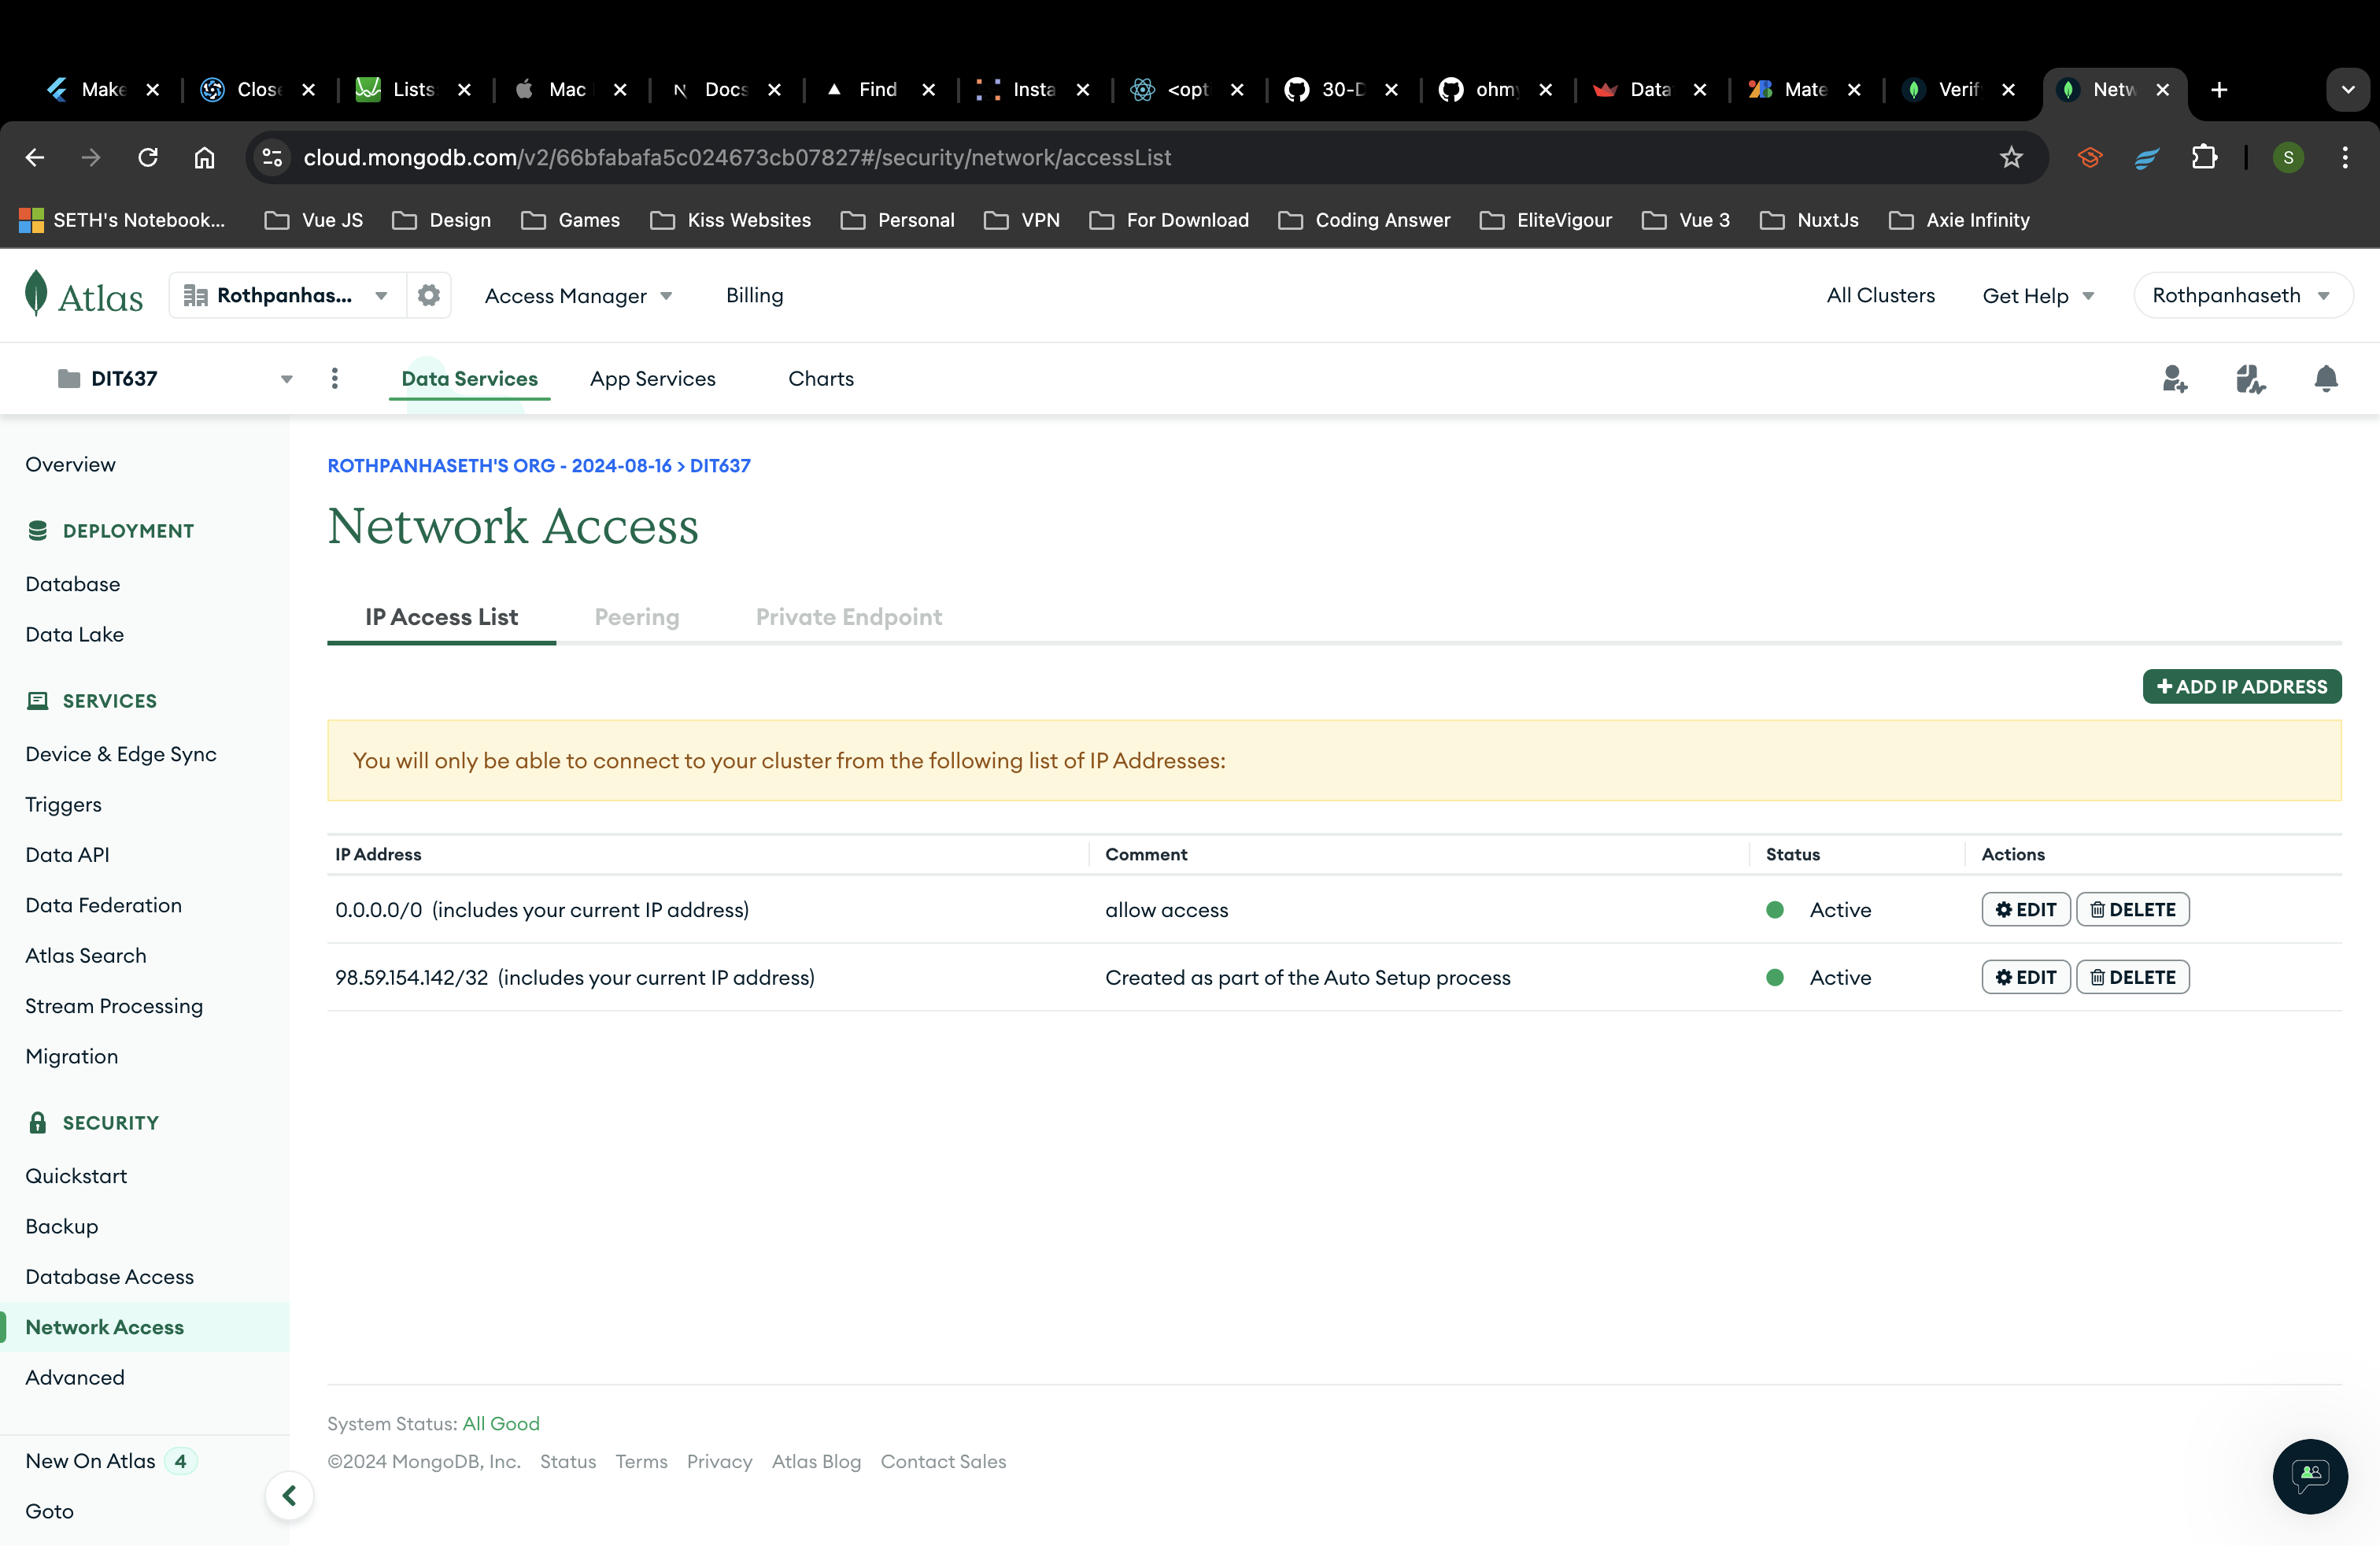 Make Close Lists Mac Docs Find Insta <opt 30-D ohmy Data Mate Verif Netw
cloud.mongodb.com/v2/66bfabafa5c024673cb07827#/security/network/accessList
S
SETH's Notebook... Vue JS Design Games Kiss Websites Personal VPN For Download Coding Answer EliteVigour Vue 3 NuxtJs Axie Infinity
Atlas Rothpanhas... Access Manager Billing All Clusters Get Help Rothpanhaseth
DIT637 Data Services App Services Charts
Overview
DEPLOYMENT
Database
Data Lake
SERVICES
Device & Edge Sync
Triggers
Data API
Data Federation
Atlas Search
Stream Processing
Migration
SECURITY
Quickstart
Backup
Database Access
Network Access
Advanced
New On Atlas 4
Goto
ROTHPANHASETH'S ORG - 2024-08-16 > DIT637
Network Access
IP Access List Peering Private Endpoint
ADD IP ADDRESS
You will only be able to connect to your cluster from the following list of IP Addresses:
IP Address Comment Status Actions
0.0.0.0/0 (includes your current IP address) allow access Active EDIT DELETE
98.59.154.142/32 (includes your current IP address) Created as part of the Auto Setup process Active EDIT DELETE
System Status: All Good
©2024 MongoDB, Inc. Status Terms Privacy Atlas Blog Contact Sales